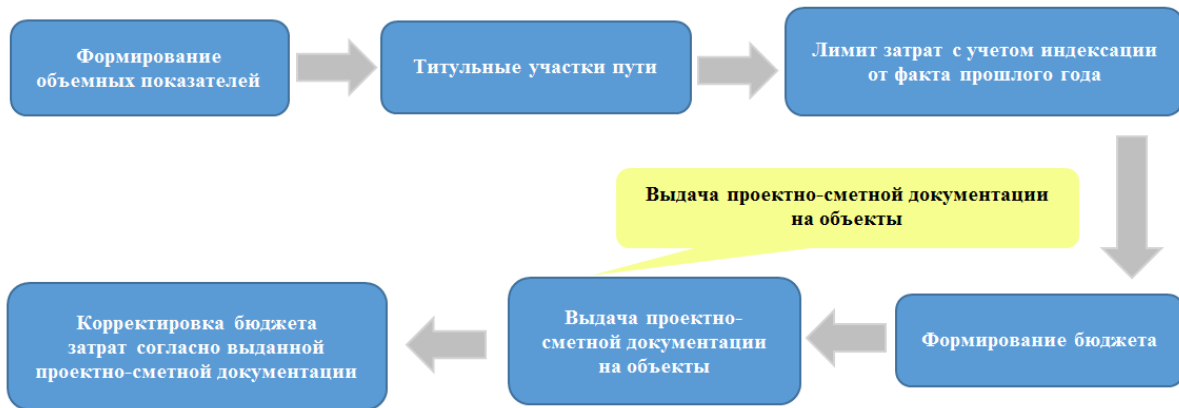 Формирование
объемных показателей
Титульные участки пути
Лимит затрат с учетом индексации
от факта прошлого года
Выдача проектно-сметной документации
на объекты
Формирование бюджета
Выдача проектно-
сметной документации
на объекты
Корректировка бюджета
затрат согласно выданной
проектно-сметной документации